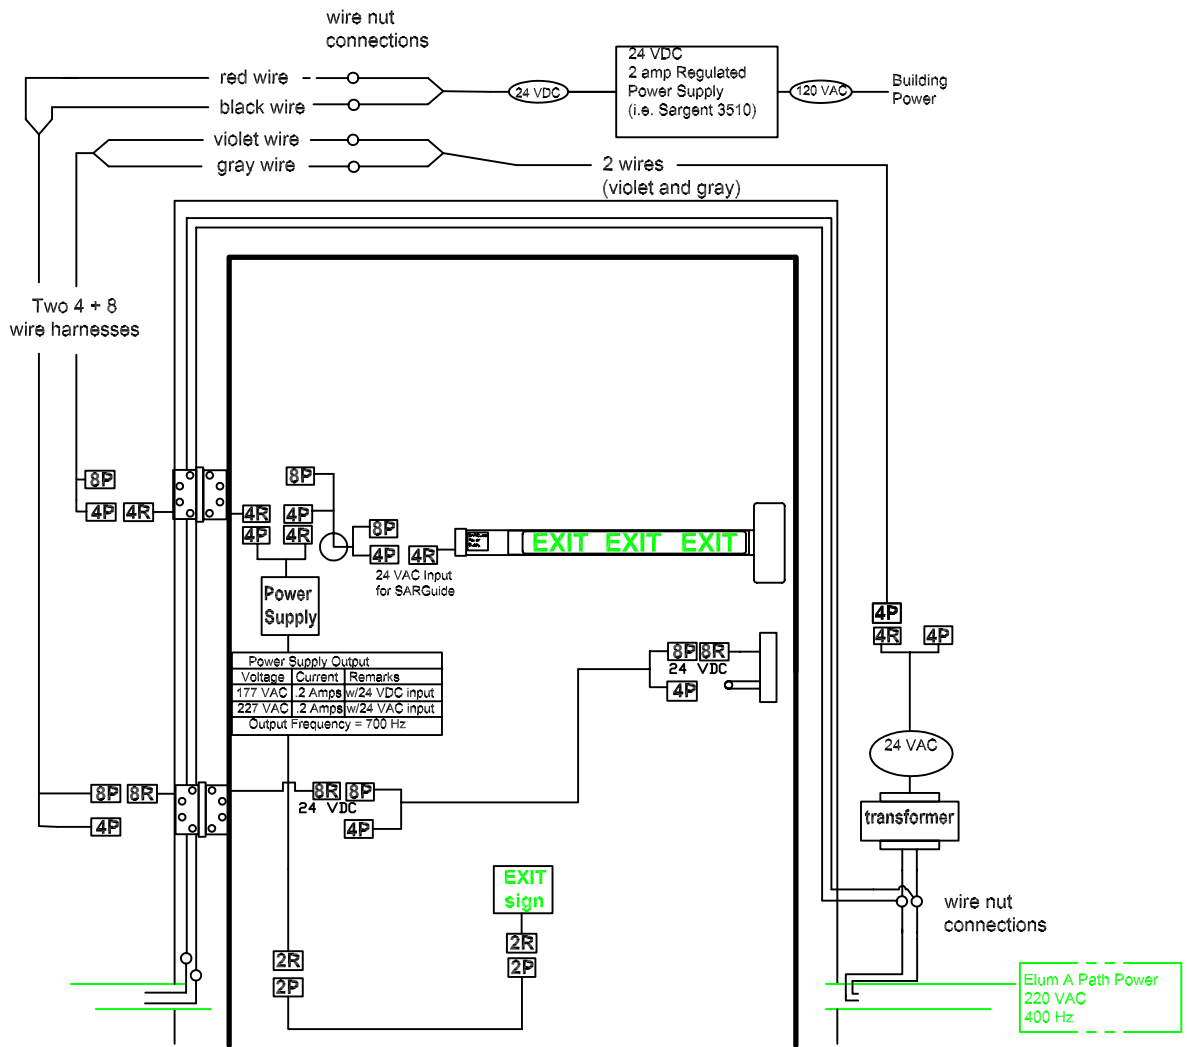 wire nut
connections
red wire
black wire
violet wire
gray wire
24 VDC
24 VDC
2 amp Regulated
Power Supply
(i.e. Sargent 3510)
120 VAC
Building
Power
2 wires
(violet and gray)
Two 4 + 8
wire harnesses
8P
4P
4R
8P
4R
4P
4P
4R
8P
4P
4R
24 VAC Input
for SARGuide
EXIT EXIT EXIT
Power
Supply
Power Supply Output
Voltage Current Remarks
177 VAC .2 Amps w/24 VDC input
227 VAC .2 Amps w/24 VAC input
Output Frequency = 700 Hz
8P
8R
24 VDC
4P
4P
4R
4P
24 VAC
transformer
8P
8R
4P
8R
8P
24 VDC
4P
EXIT
sign
2R
2P
2R
2P
wire nut
connections
Elum A Path Power
220 VAC
400 Hz